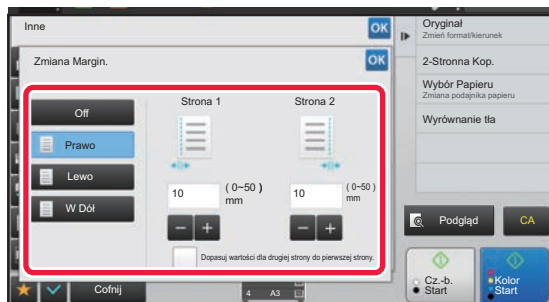 Inne
OK
Zmiana Margin.
OK
Off
Prawo
Lewo
W Dół
Strona 1
Strona 2
10
( 0~50 )
mm
10
( 0~50 )
mm
Dopasuj wartości dla drugiej strony do pierwszej strony.
Cofnij
4 A3
Oryginał
Zmień format/kierunek
2-Stronna Kop.
Wybór Papieru
Zmiana podajnika papieru
Wyrównanie tła
Podgląd
CA
Cz.-b.
Start
Kolor
Start